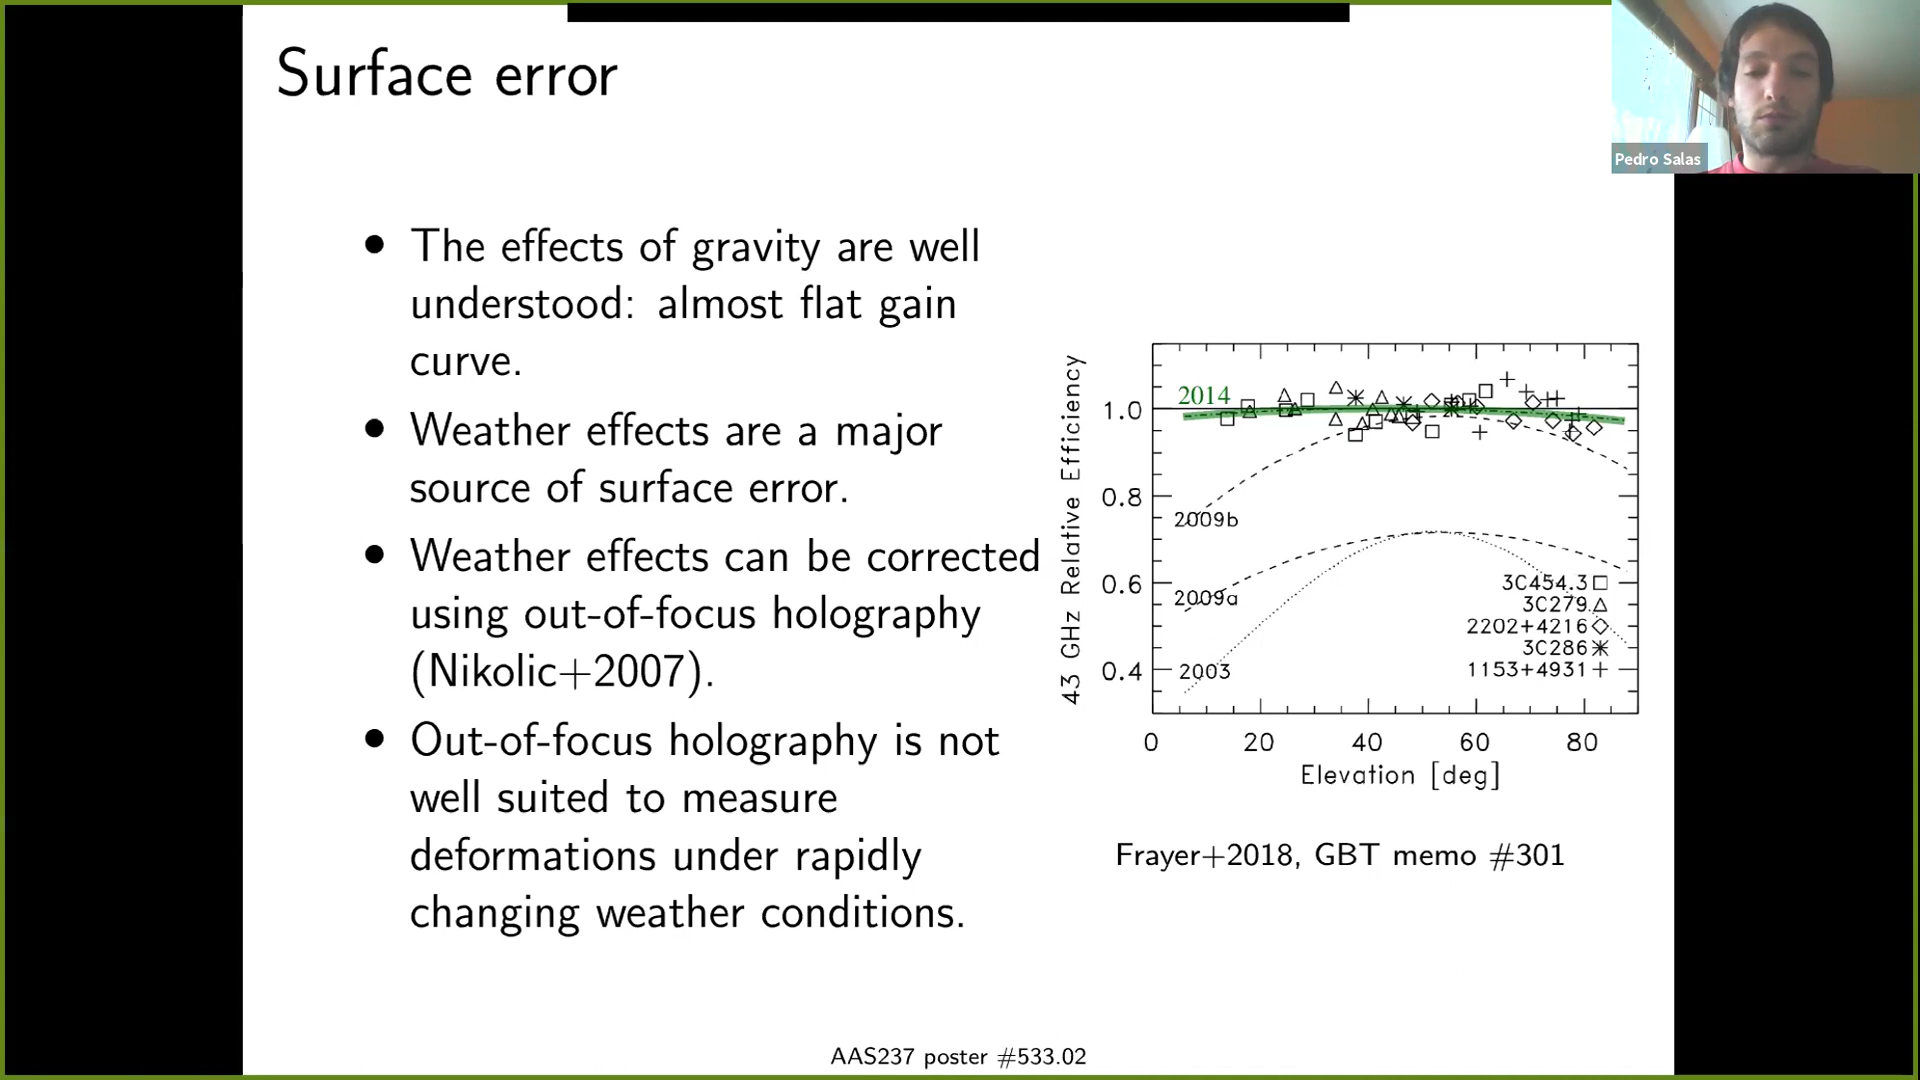 Surface error
Pedro Salas
• The effects of gravity are well
understood: almost flat gain
curve.
• Weather effects are a major
source of surface error.
• Weather effects can be corrected
using out-of-focus holography
(Nikolic+2007).
• Out-of-focus holography is not
well suited to measure
deformations under rapidly
changing weather conditions.
43 GHz Relative Efficiency
1.0
0.8
0.6
0.4
2014
2009b
2009a
2003
3C454.3
3C279
2202+4216
3C286
1153+4931
0 20 40 60 80
Elevation [deg]
Frayer+2018, GBT memo #301
AAS237 poster #533.02